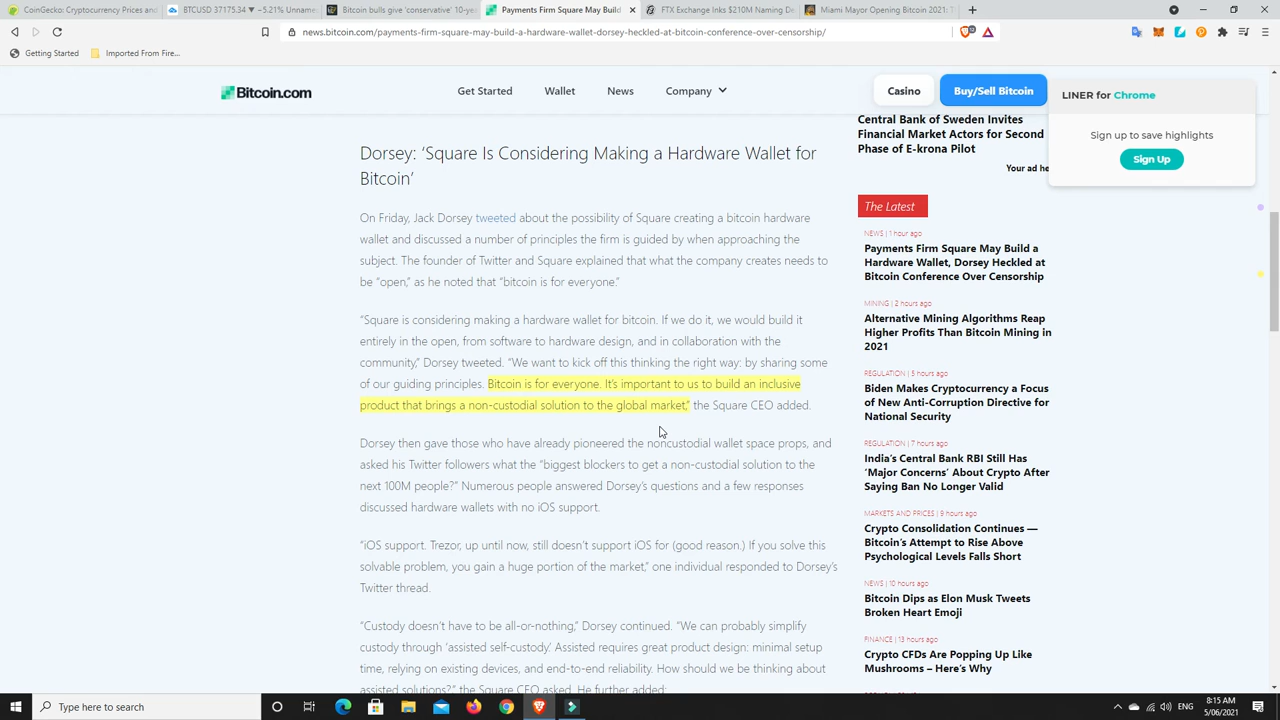 CoinGecko: Cryptocurrency Prices and
BTCUSD 37175.34 ▼ −5.21% Unnamed
Bitcoin bulls give 'conservative' 10-yea
Payments Firm Square May Build
FTX Exchange Inks $210M Naming De
Miami Mayor Opening Bitcoin 2021:
news.bitcoin.com/payments-firm-square-may-build-a-hardware-wallet-dorsey-heckled-at-bitcoin-conference-over-censorship/
Getting Started
Imported From Fire...
Bitcoin.com
Get Started
Wallet
News
Company
Casino
Buy/Sell Bitcoin
LINER for Chrome
Sign up to save highlights
Sign Up
Dorsey: ‘Square Is Considering Making a Hardware Wallet for
Bitcoin’
On Friday, Jack Dorsey tweeted about the possibility of Square creating a bitcoin hardware
wallet and discussed a number of principles the firm is guided by when approaching the
subject. The founder of Twitter and Square explained that what the company creates needs to
be “open,” as he noted that “bitcoin is for everyone.”
“Square is considering making a hardware wallet for bitcoin. If we do it, we would build it
entirely in the open, from software to hardware design, and in collaboration with the
community,” Dorsey tweeted. “We want to kick off this thinking the right way: by sharing some
of our guiding principles. Bitcoin is for everyone. It’s important to us to build an inclusive
product that brings a non-custodial solution to the global market,” the Square CEO added.
Dorsey then gave those who have already pioneered the noncustodial wallet space props, and
asked his Twitter followers what the “biggest blockers to get a non-custodial solution to the
next 100M people?” Numerous people answered Dorsey’s questions and a few responses
discussed hardware wallets with no iOS support.
“iOS support. Trezor, up until now, still doesn’t support iOS for (good reason.) If you solve this
solvable problem, you gain a huge portion of the market,” one individual responded to Dorsey’s
Twitter thread.
“Custody doesn’t have to be all-or-nothing,” Dorsey continued. “We can probably simplify
custody through ‘assisted self-custody.’ Assisted requires great product design: minimal setup
time, relying on existing devices, and end-to-end reliability. How should we be thinking about
assisted solutions?,” the Square CEO asked. He further added:
Central Bank of Sweden Invites
Financial Market Actors for Second
Phase of E-krona Pilot
Your ad he
The Latest
NEWS | 1 hour ago
Payments Firm Square May Build a
Hardware Wallet, Dorsey Heckled at
Bitcoin Conference Over Censorship
MINING | 2 hours ago
Alternative Mining Algorithms Reap
Higher Profits Than Bitcoin Mining in
2021
REGULATION | 5 hours ago
Biden Makes Cryptocurrency a Focus
of New Anti-Corruption Directive for
National Security
REGULATION | 7 hours ago
India’s Central Bank RBI Still Has
‘Major Concerns’ About Crypto After
Saying Ban No Longer Valid
MARKETS AND PRICES | 9 hours ago
Crypto Consolidation Continues —
Bitcoin’s Attempt to Rise Above
Psychological Levels Falls Short
NEWS | 10 hours ago
Bitcoin Dips as Elon Musk Tweets
Broken Heart Emoji
FINANCE | 13 hours ago
Crypto CFDs Are Popping Up Like
Mushrooms – Here’s Why
Type here to search
ENG
8:15 AM
5/06/2021